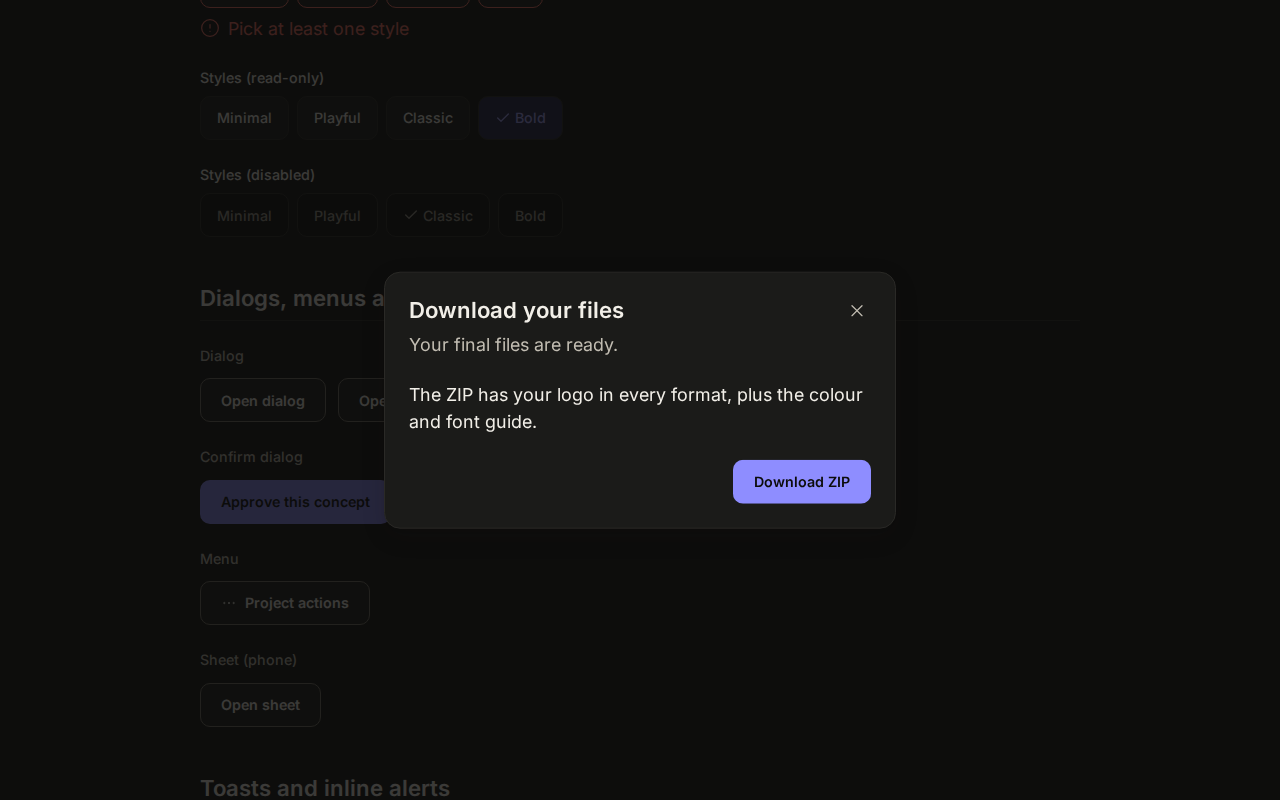 Pick at least one style
Styles (read-only)
Minimal
Playful
Classic
Bold
Styles (disabled)
Minimal
Playful
Classic
Bold
Dialogs, menus a
Dialog
Open dialog
Ope
Confirm dialog
Approve this concept
Menu
Project actions
Sheet (phone)
Open sheet
Toasts and inline alerts
Download your files
Your final files are ready.
The ZIP has your logo in every format, plus the colour
and font guide.
Download ZIP